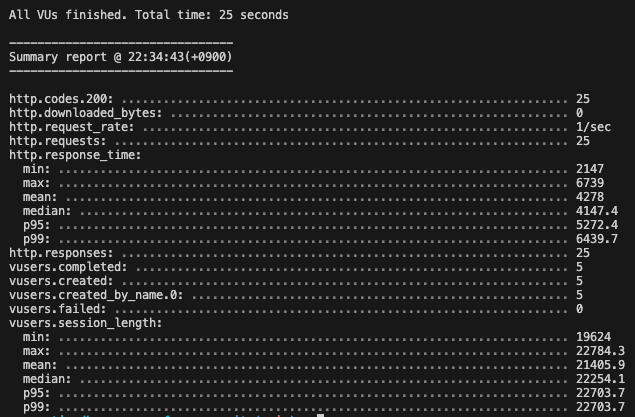 All VUs finished. Total time: 25 seconds
--------------------------------
Summary report @ 22:34:43(+0900)
--------------------------------
http.codes.200: ................................................................ 25
http.downloaded_bytes: ......................................................... 0
http.request_rate: ............................................................. 1/sec
http.requests: ................................................................. 25
http.response_time:
  min: ......................................................................... 2147
  max: ......................................................................... 6739
  mean: ........................................................................ 4278
  median: ...................................................................... 4147.4
  p95: ......................................................................... 5272.4
  p99: ......................................................................... 6439.7
http.responses: ................................................................ 25
vusers.completed: .............................................................. 5
vusers.created: ................................................................ 5
vusers.created_by_name.0: ...................................................... 5
vusers.failed: ................................................................. 0
vusers.session_length:
  min: ......................................................................... 19624
  max: ......................................................................... 22784.3
  mean: ........................................................................ 21405.9
  median: ...................................................................... 22254.1
  p95: ......................................................................... 22703.7
  p99: ......................................................................... 22703.7